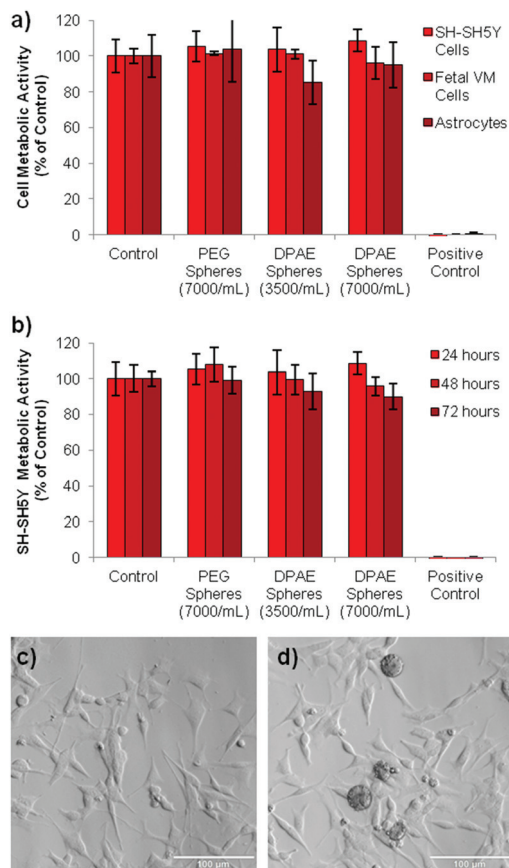 a)
120
100
80
60
40
20
0
Cell Metabolic Activity
(% of Control)
SH-SH5Y
Cells
Fetal VM
Cells
Astrocytes
Control
PEG
Spheres
(7000/mL)
DPAE
Spheres
(3500/mL)
DPAE
Spheres
(7000/mL)
Positive
Control
b)
120
100
80
60
40
20
0
SH-SH5Y Metabolic Activity
(% of Control)
24 hours
48 hours
72 hours
Control
PEG
Spheres
(7000/mL)
DPAE
Spheres
(3500/mL)
DPAE
Spheres
(7000/mL)
Positive
Control
c)
100 µm
d)
100 µm